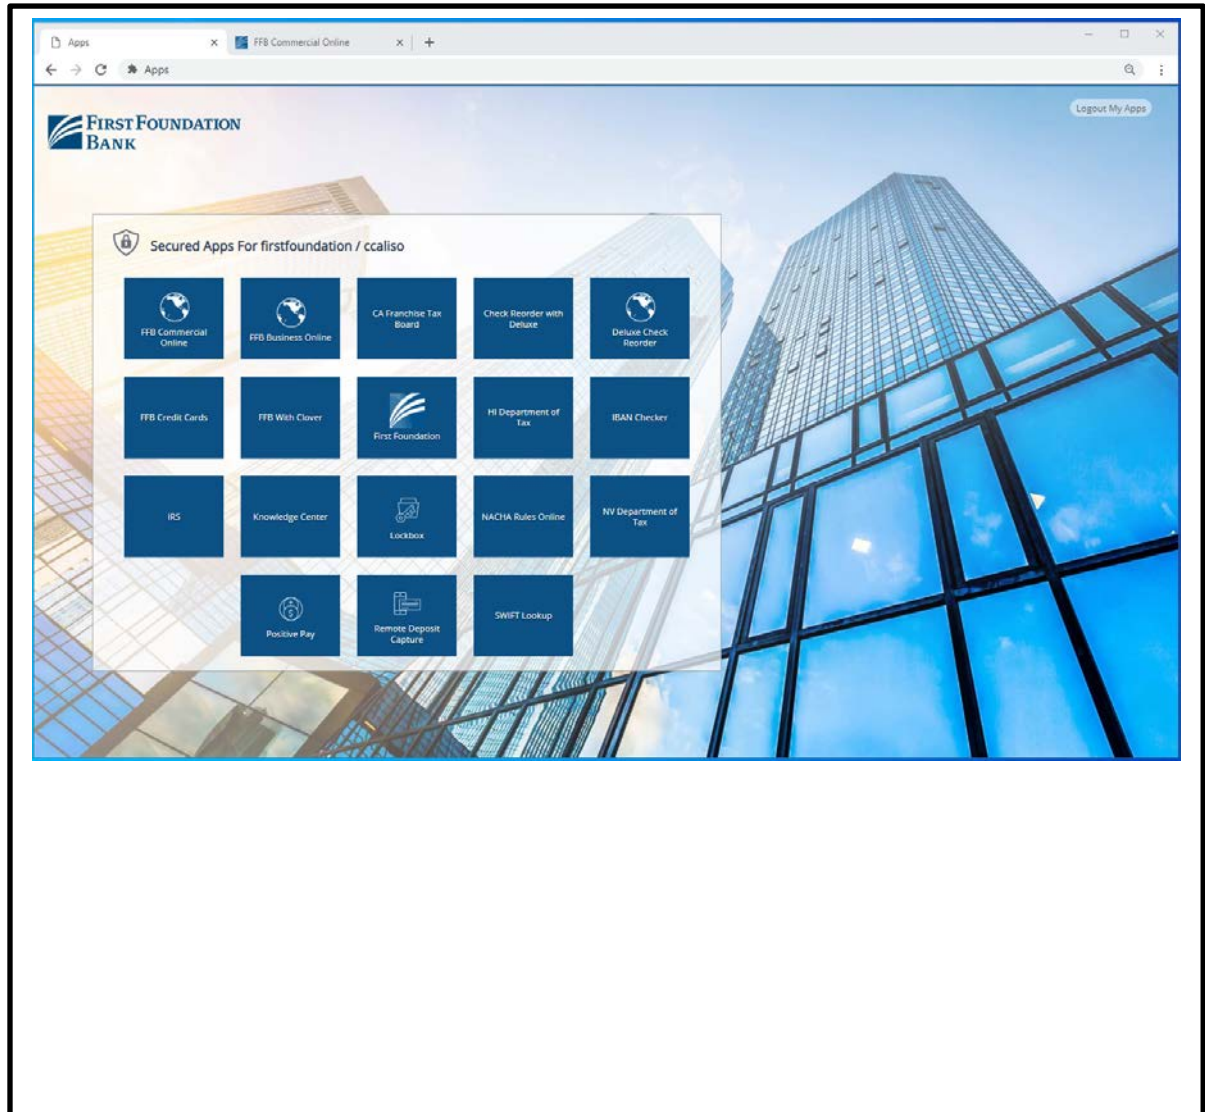 Apps
FFB Commercial Online
Apps
Logout My Apps
FIRST FOUNDATION
BANK
Secured Apps For firstfoundation / ccaliso
FFB Commercial
Online
FFB Business Online
CA Franchise Tax
Board
Check Reorder with
Deluxe
Deluxe Check
Reorder
FFB Credit Cards
FFB With Clover
First Foundation
HI Department of
Tax
IBAN Checker
IRS
Knowledge Center
Lockbox
NACHA Rules Online
NV Department of
Tax
Positive Pay
Remote Deposit
Capture
SWIFT Lookup